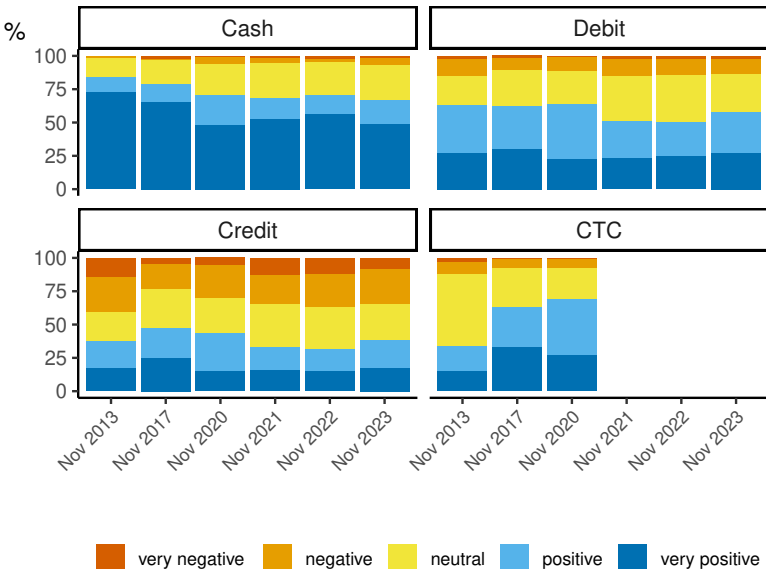 %
Cash
Debit
100
75
50
25
0
Credit
CTC
100
75
50
25
0
Nov 2013
Nov 2017
Nov 2020
Nov 2021
Nov 2022
Nov 2023
Nov 2013
Nov 2017
Nov 2020
Nov 2021
Nov 2022
Nov 2023
very negative
negative
neutral
positive
very positive